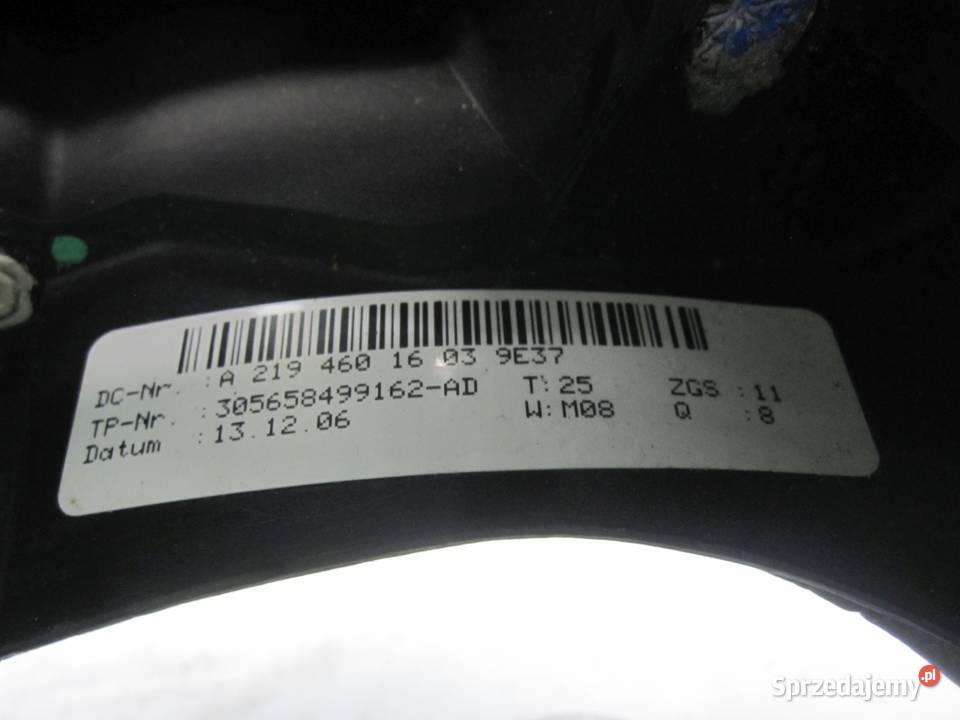 DC-Nr. : A 219 460 16 03 9E37
TP-Nr. : 305658499162-AD T: 25 ZGS : 11
Datum : 13.12.06 W: M08 Q : 8
Sprzedajemy .pl